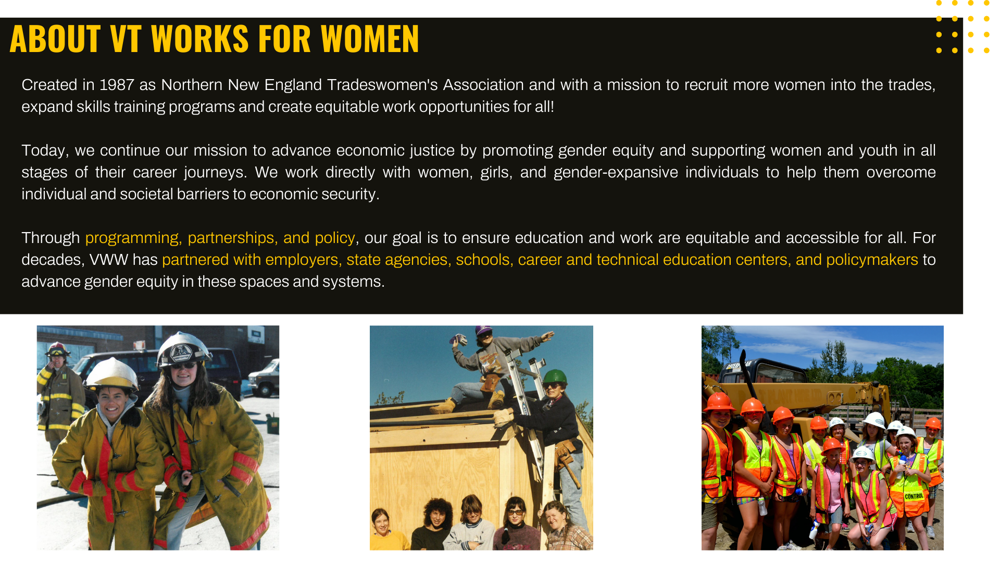 ABOUT VT WORKS FOR WOMEN
Created in 1987 as Northern New England Tradeswomen's Association and with a mission to recruit more women into the trades,
expand skills training programs and create equitable work opportunities for all!
Today, we continue our mission to advance economic justice by promoting gender equity and supporting women and youth in all
stages of their career journeys. We work directly with women, girls, and gender-expansive individuals to help them overcome
individual and societal barriers to economic security.
Through programming, partnerships, and policy, our goal is to ensure education and work are equitable and accessible for all. For
decades, VWW has partnered with employers, state agencies, schools, career and technical education centers, and policymakers to
advance gender equity in these spaces and systems.
FIREFIGHTER
CATERPILLAR
CONTROL